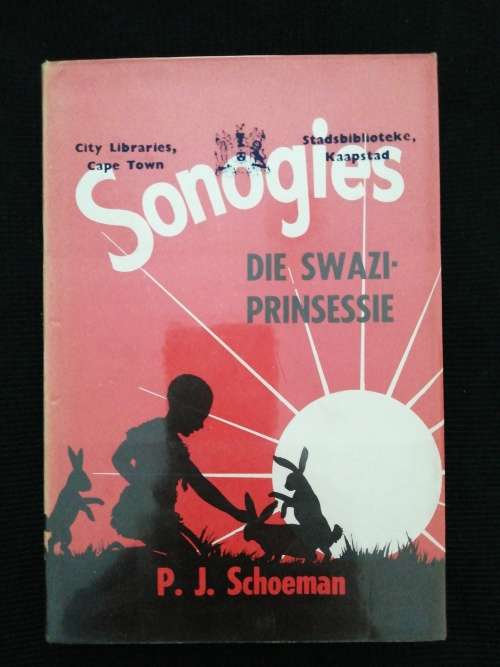 City Libraries,
Cape Town
Stadsbiblioteke,
Kaapstad
Sonogies
DIE SWAZI-
PRINSESSIE
P. J. Schoeman